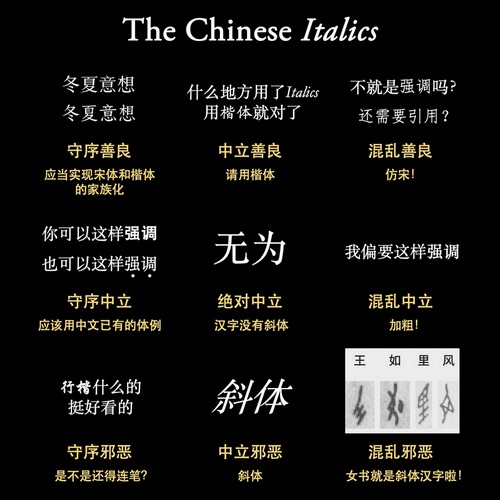 The Chinese Italics
冬夏意想
冬夏意想
守序善良
应当实现宋体和楷体
的家族化
什么地方用了Italics
用楷体就对了
中立善良
请用楷体
不就是强调吗?
还需要引用?
混乱善良
仿宋!
你可以这样强调
也可以这样强调
守序中立
应该用中文已有的体例
无为
绝对中立
汉字没有斜体
我偏要这样强调
混乱中立
加粗!
行楷什么的
挺好看的
守序邪恶
是不是还得连笔?
斜体
中立邪恶
斜体
王 如 里 风
混乱邪恶
女书就是斜体汉字啦!